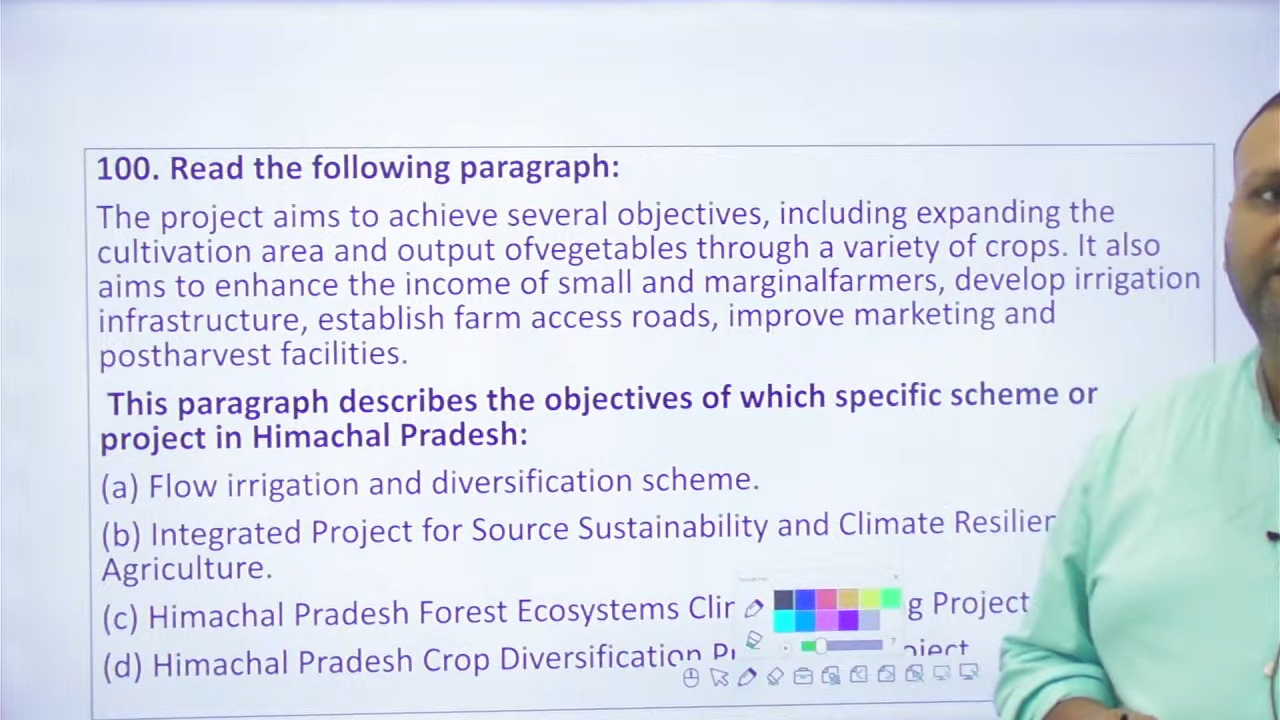 100. Read the following paragraph:
The project aims to achieve several objectives, including expanding the
cultivation area and output ofvegetables through a variety of crops. It also
aims to enhance the income of small and marginalfarmers, develop irrigation
infrastructure, establish farm access roads, improve marketing and
postharvest facilities.
This paragraph describes the objectives of which specific scheme or
project in Himachal Pradesh:
(a) Flow irrigation and diversification scheme.
(b) Integrated Project for Source Sustainability and Climate
Agriculture.
(c) Himachal Pradesh Forest Ecosystems Project
(d) Himachal Pradesh Crop Diversification